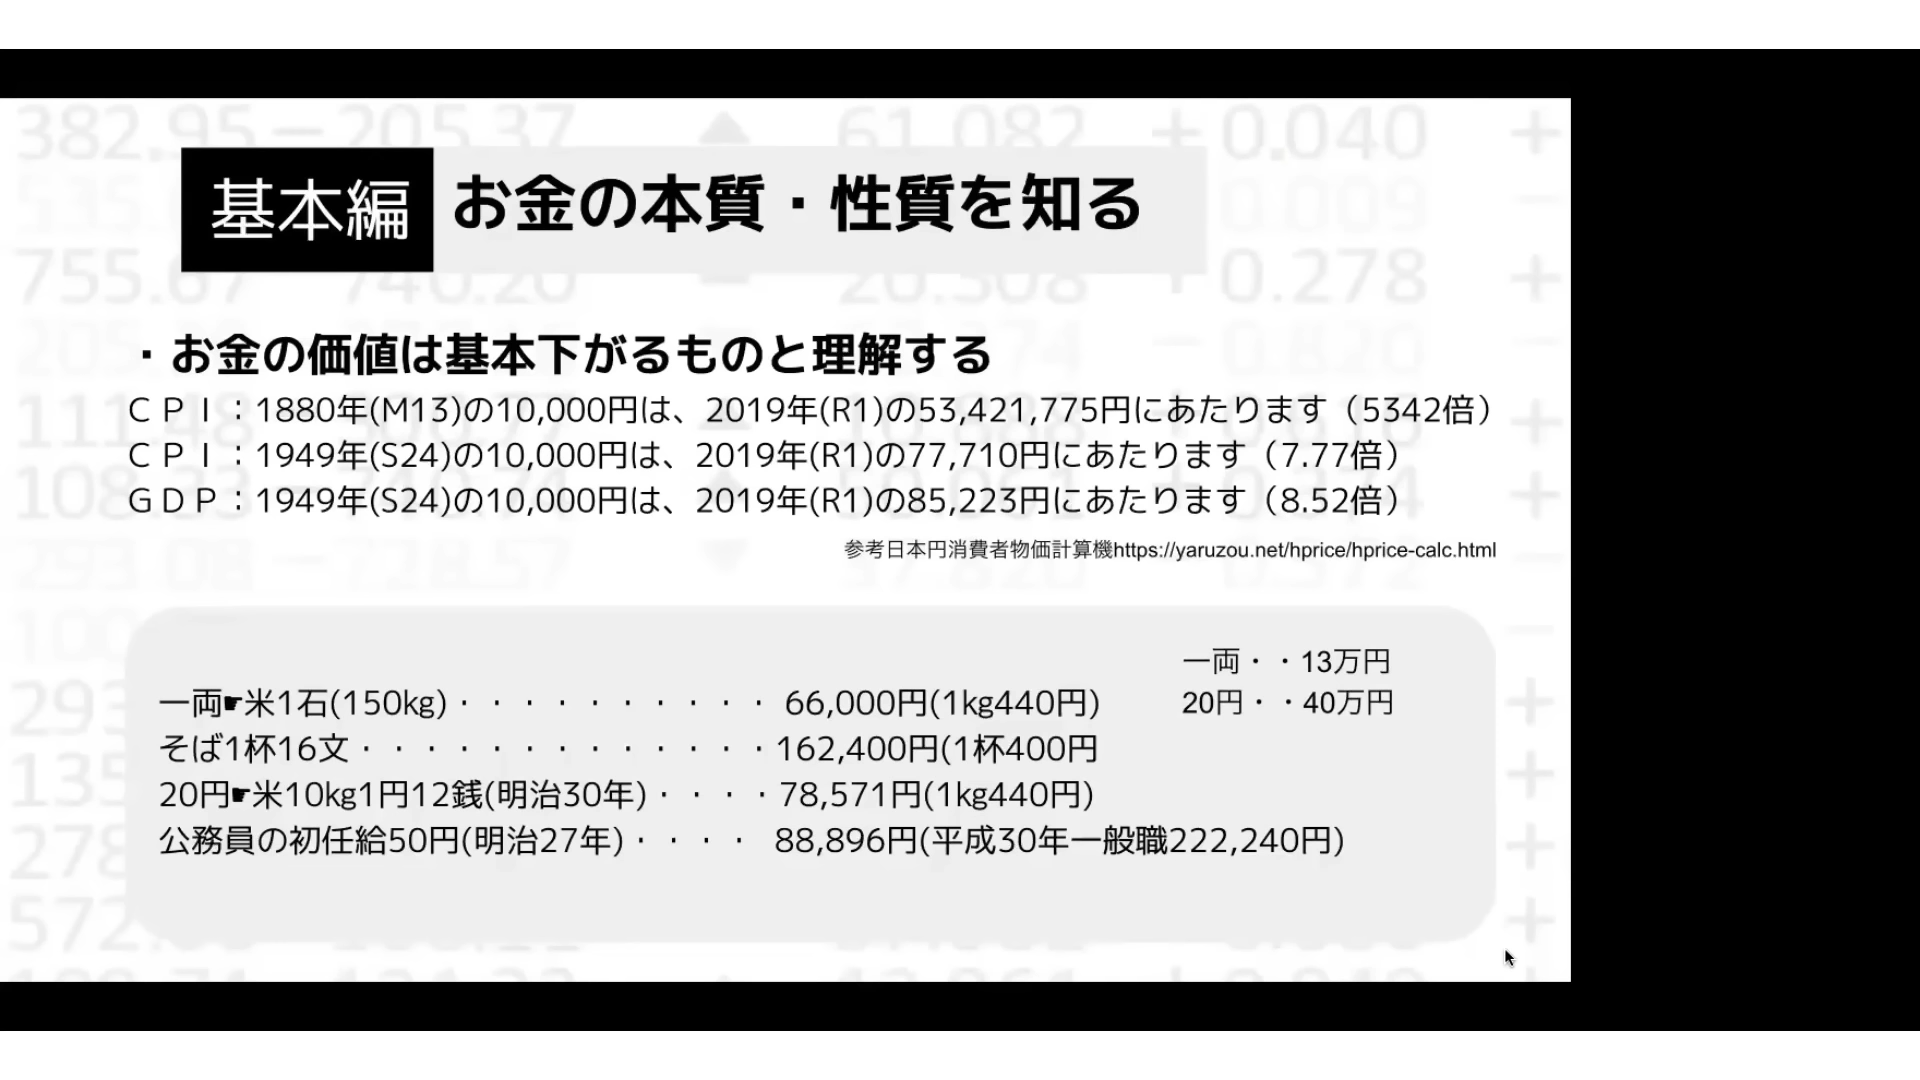 基本編
お金の本質・性質を知る
・お金の価値は基本下がるものと理解する
ＣＰＩ：1880年(M13)の10,000円は、2019年(R1)の53,421,775円にあたります（5342倍）
ＣＰＩ：1949年(S24)の10,000円は、2019年(R1)の77,710円にあたります（7.77倍）
ＧＤＰ：1949年(S24)の10,000円は、2019年(R1)の85,223円にあたります（8.52倍）
参考日本円消費者物価計算機https://yaruzou.net/hprice/hprice-calc.html
一両・・13万円
20円・・40万円
一両☛米1石(150kg)・・・・・・・・・・ 66,000円(1kg440円)
そば1杯16文・・・・・・・・・・・・・162,400円(1杯400円
20円☛米10kg1円12銭(明治30年)・・・・78,571円(1kg440円)
公務員の初任給50円(明治27年)・・・・ 88,896円(平成30年一般職222,240円)